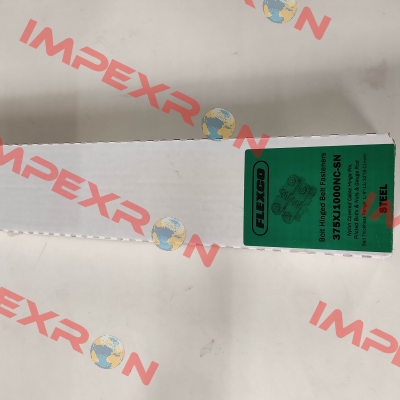 IMPEXRON
IMPEXRON
IMPEXRON
IMPEXRON
IMPEXRON
FLEXCO
Bolt Hinged Belt Fasteners
375XJ1000NC-SN
STEEL